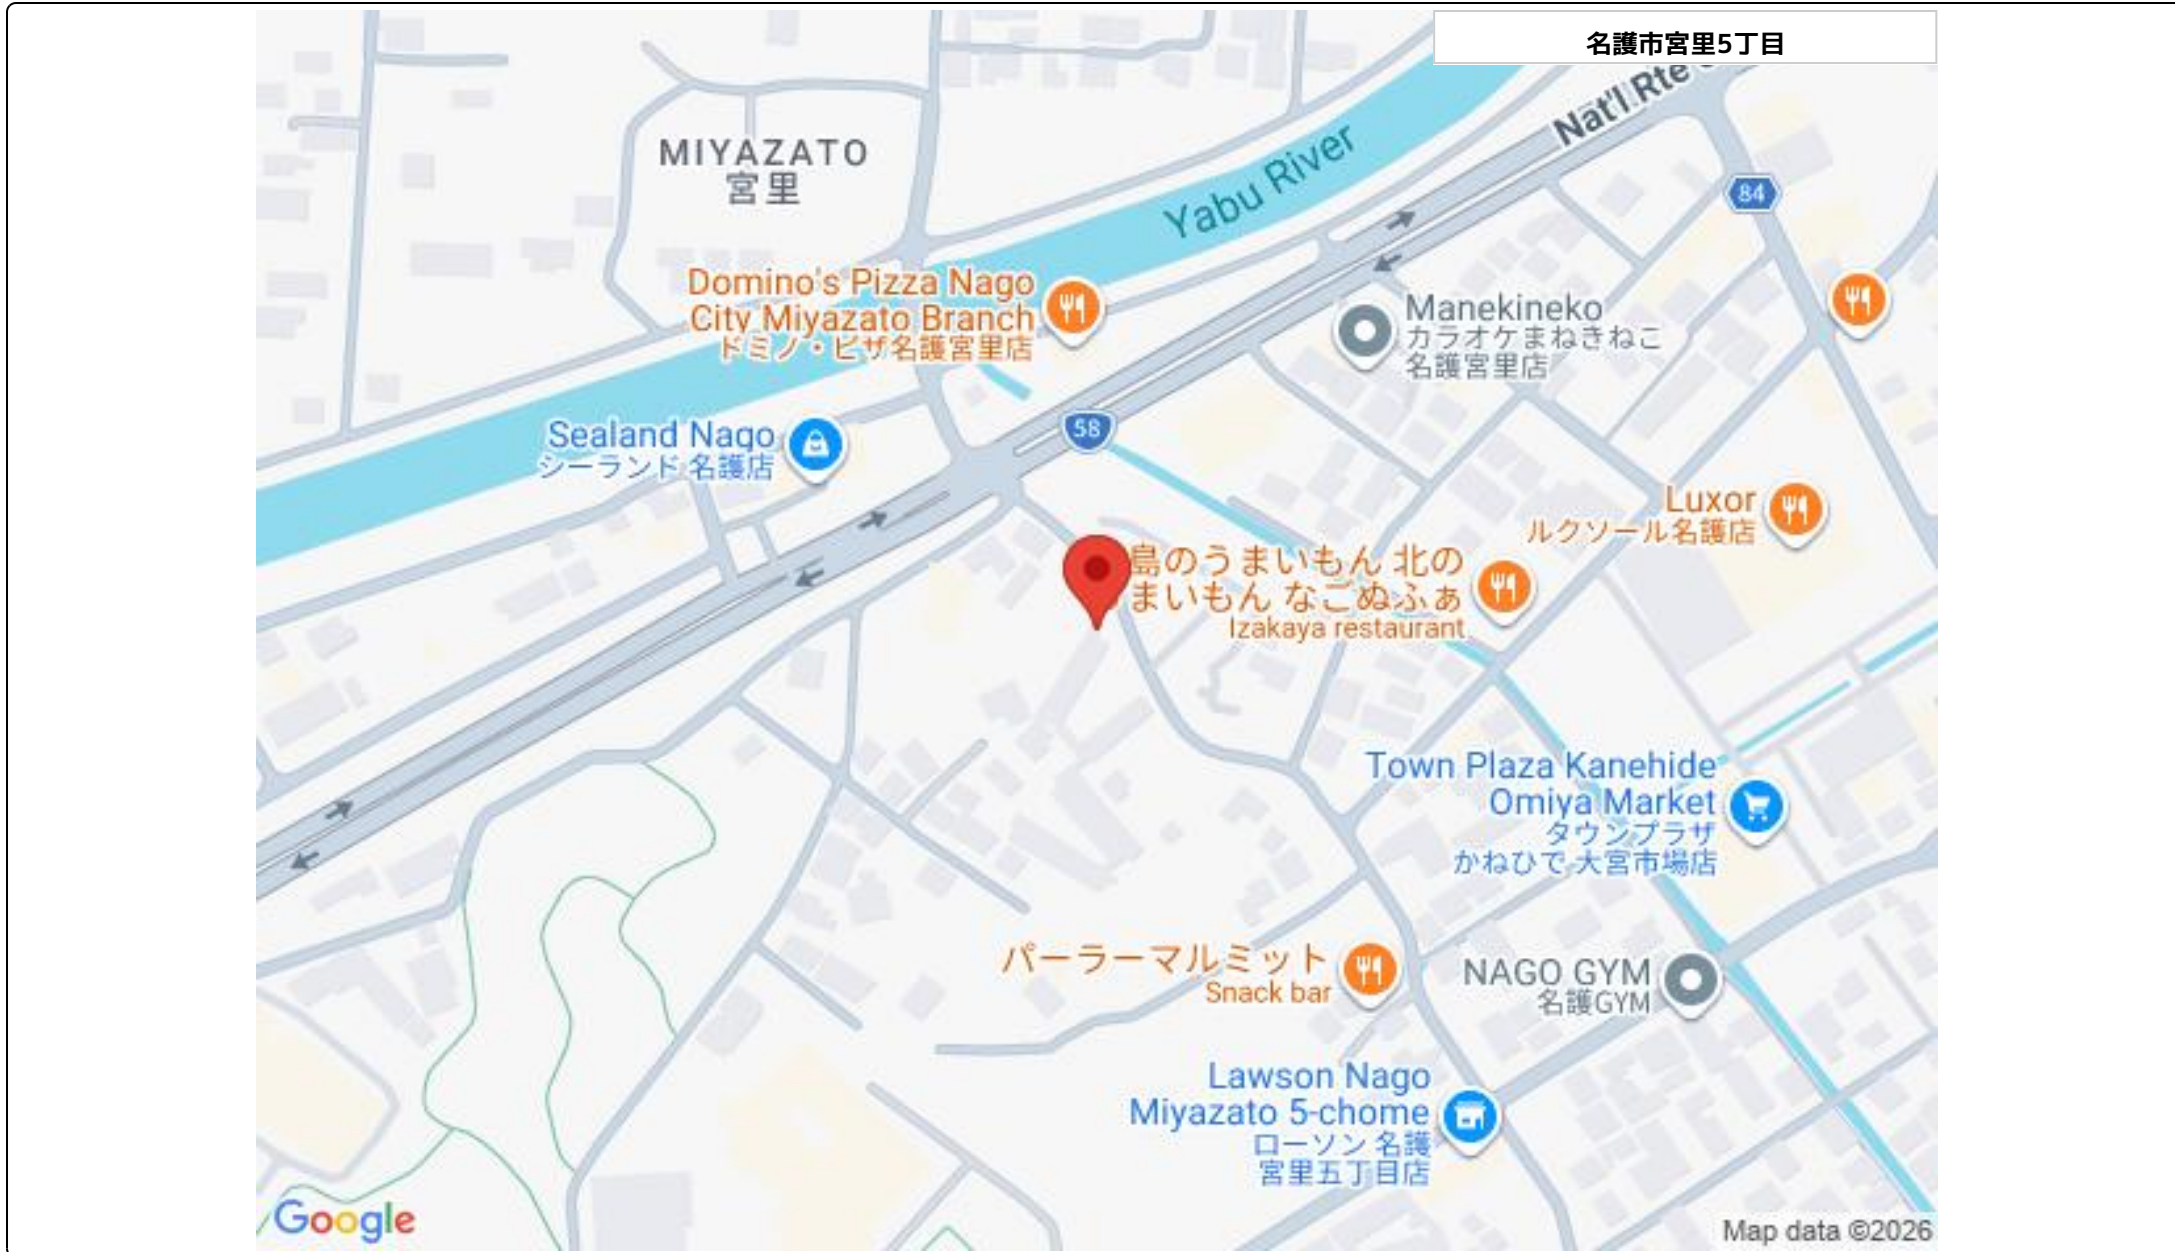 名護市宮里5丁目
Nat'l Rte
MIYAZATO
宮里
Yabu River
84
Domino's Pizza Nago
City Miyazato Branch
ドミノ・ピザ名護宮里店
Manekineko
カラオケまねきねこ
名護宮里店
58
Sealand Nago
シーランド 名護店
Luxor
ルクソール名護店
島のうまいもん 北の
まいもん なごぬふぁ
Izakaya restaurant
Town Plaza Kanehide
Omiya Market
タウンプラザ
かねひで 大宮市場店
パーラーマルミット
Snack bar
NAGO GYM
名護GYM
Lawson Nago
Miyazato 5-chome
ローソン 名護
宮里五丁目店
Google
Map data ©2026